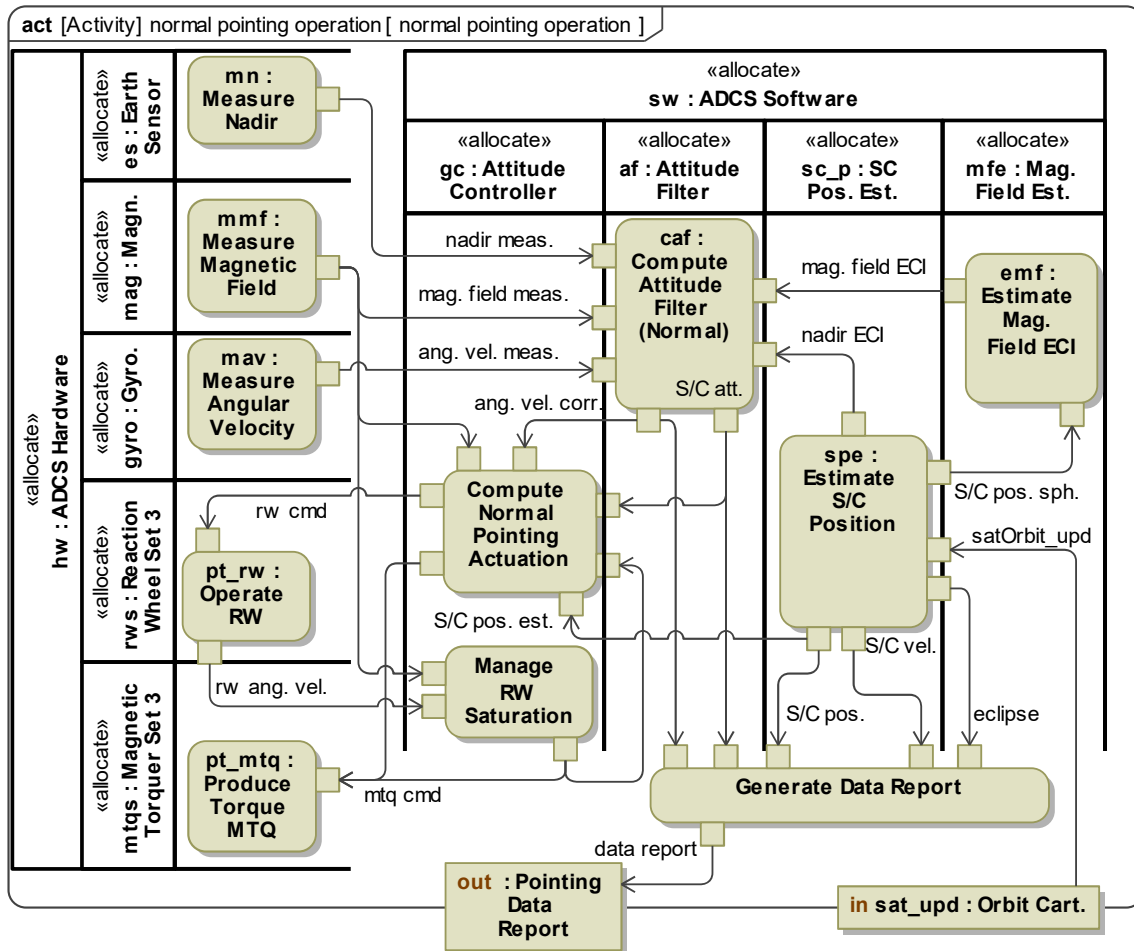 act [Activity] normal pointing operation [ normal pointing operation ]
«allocate»
hw : ADCS Hardware
«allocate»
es : Earth
Sensor
«allocate»
mag : Magn.
«allocate»
gyro : Gyro.
«allocate»
rws : Reaction
Wheel Set 3
«allocate»
mtqs : Magnetic
Torquer Set 3
mn :
Measure
Nadir
mmf :
Measure
Magnetic
Field
mav :
Measure
Angular
Velocity
pt_rw :
Operate
RW
pt_mtq :
Produce
Torque
MTQ
«allocate»
sw : ADCS Software
«allocate»
gc : Attitude
Controller
«allocate»
af : Attitude
Filter
«allocate»
sc_p : SC
Pos. Est.
«allocate»
mfe : Mag.
Field Est.
nadir meas.
mag. field meas.
ang. vel. meas.
ang. vel. corr.
caf :
Compute
Attitude
Filter
(Normal)
S/C att.
mag. field ECI
nadir ECI
emf :
Estimate
Mag.
Field ECI
spe :
Estimate
S/C
Position
S/C pos. sph.
satOrbit_upd
rw cmd
Compute
Normal
Pointing
Actuation
S/C pos. est.
S/C vel.
rw ang. vel.
Manage
RW
Saturation
S/C pos.
eclipse
mtq cmd
Generate Data Report
data report
out : Pointing
Data
Report
in sat_upd : Orbit Cart.